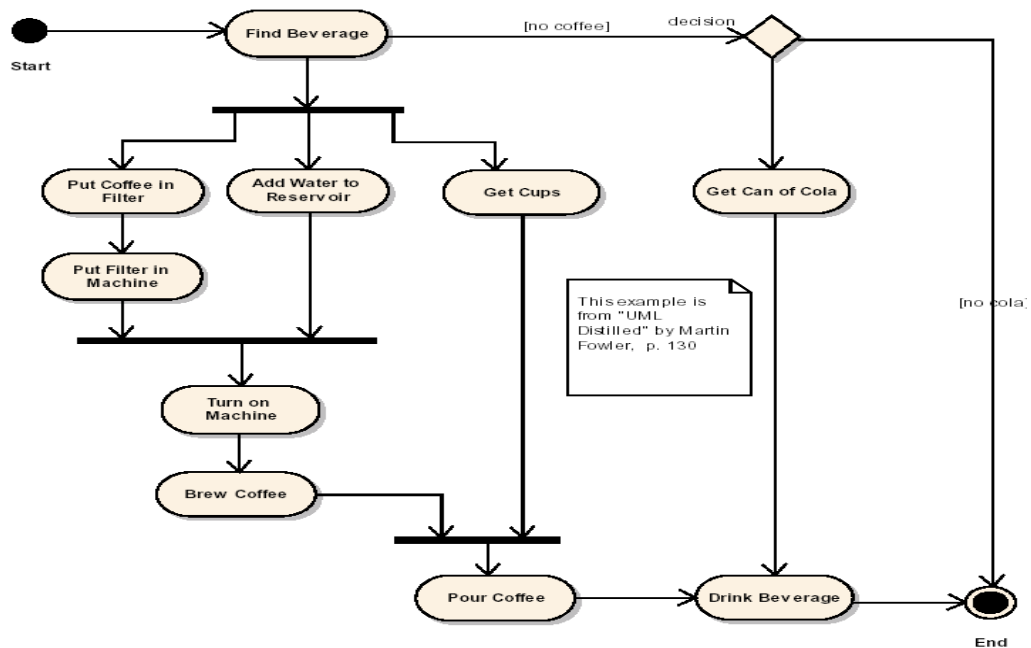 Find Beverage
[no coffee]
decision
Start
Put Coffee in
Filter
Add Water to
Reservoir
Get Cups
Get Can of Cola
Put Filter in
Machine
This example is
from "UML
Distilled" by Martin
Fowler, p. 130
[no cola]
Turn on
Machine
Brew Coffee
Pour Coffee
Drink Beverage
End